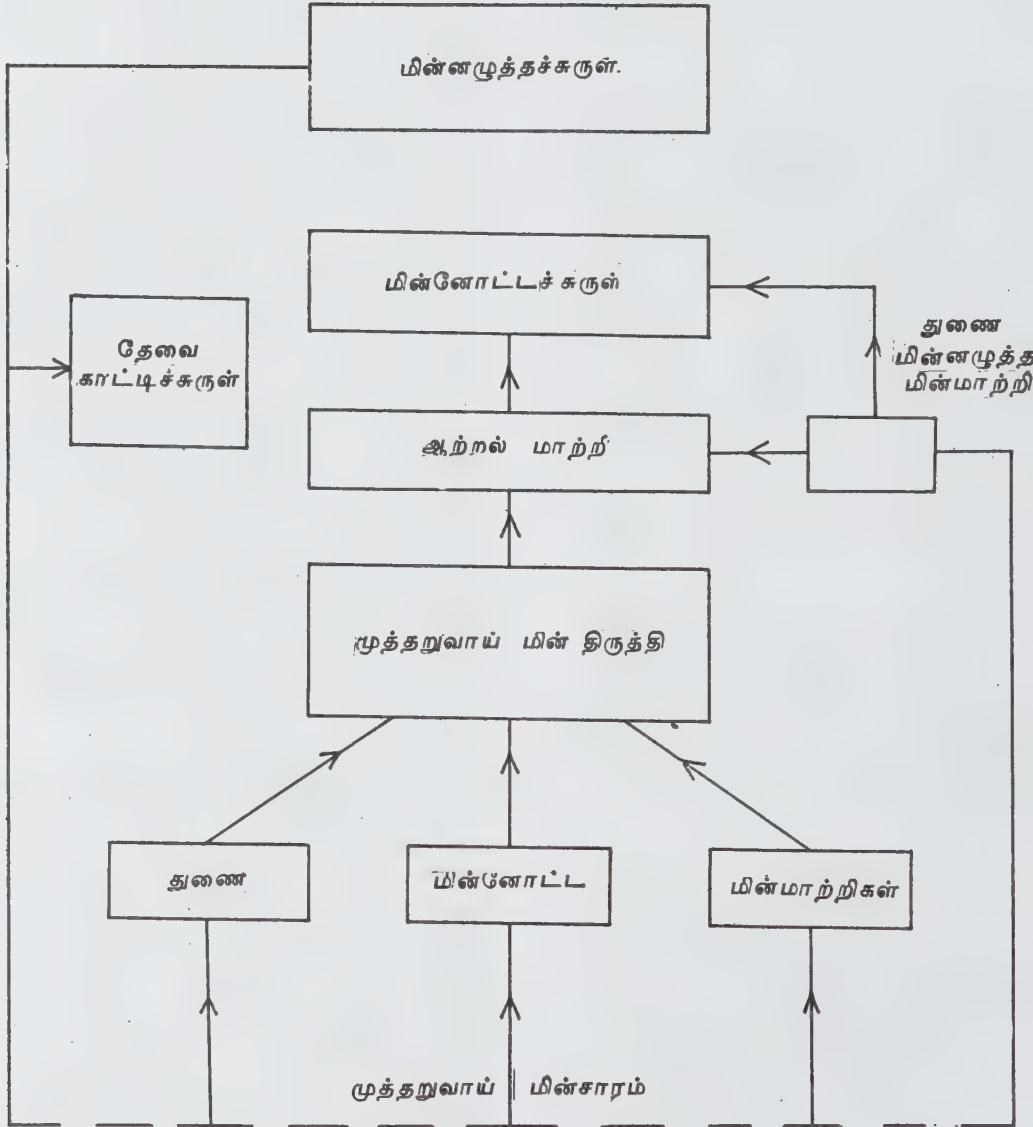 மின்னழுத்தச்சுருள்.
மின்னோட்டச் சுருள்
தேவை
காட்டிச்சுருள்
துணை
மின்னழுத்த
மின்மாற்றி
ஆற்றல் மாற்றி
முத்தறுவாய் மின் திருத்தி
துணை
மின்னோட்ட
மின்மாற்றிகள்
முத்தறுவாய் மின்சாரம்